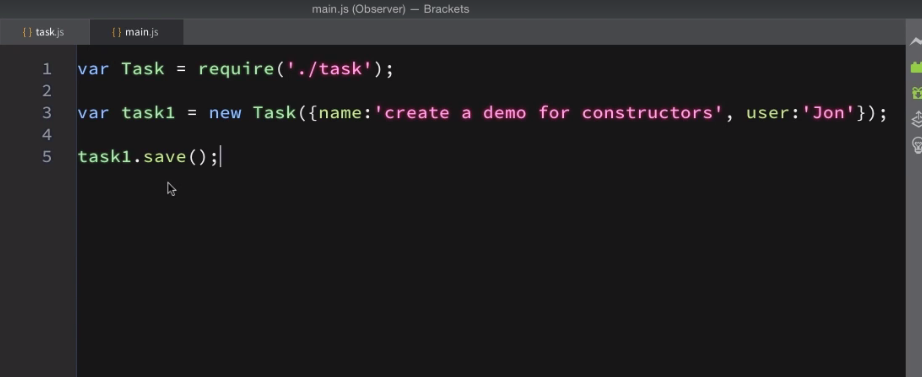 main.js (Observer) — Brackets
{} task.js
{} main.js
1 var Task = require('./task');
2
3 var task1 = new Task({name:'create a demo for constructors', user:'Jon'});
4
5 task1.save();